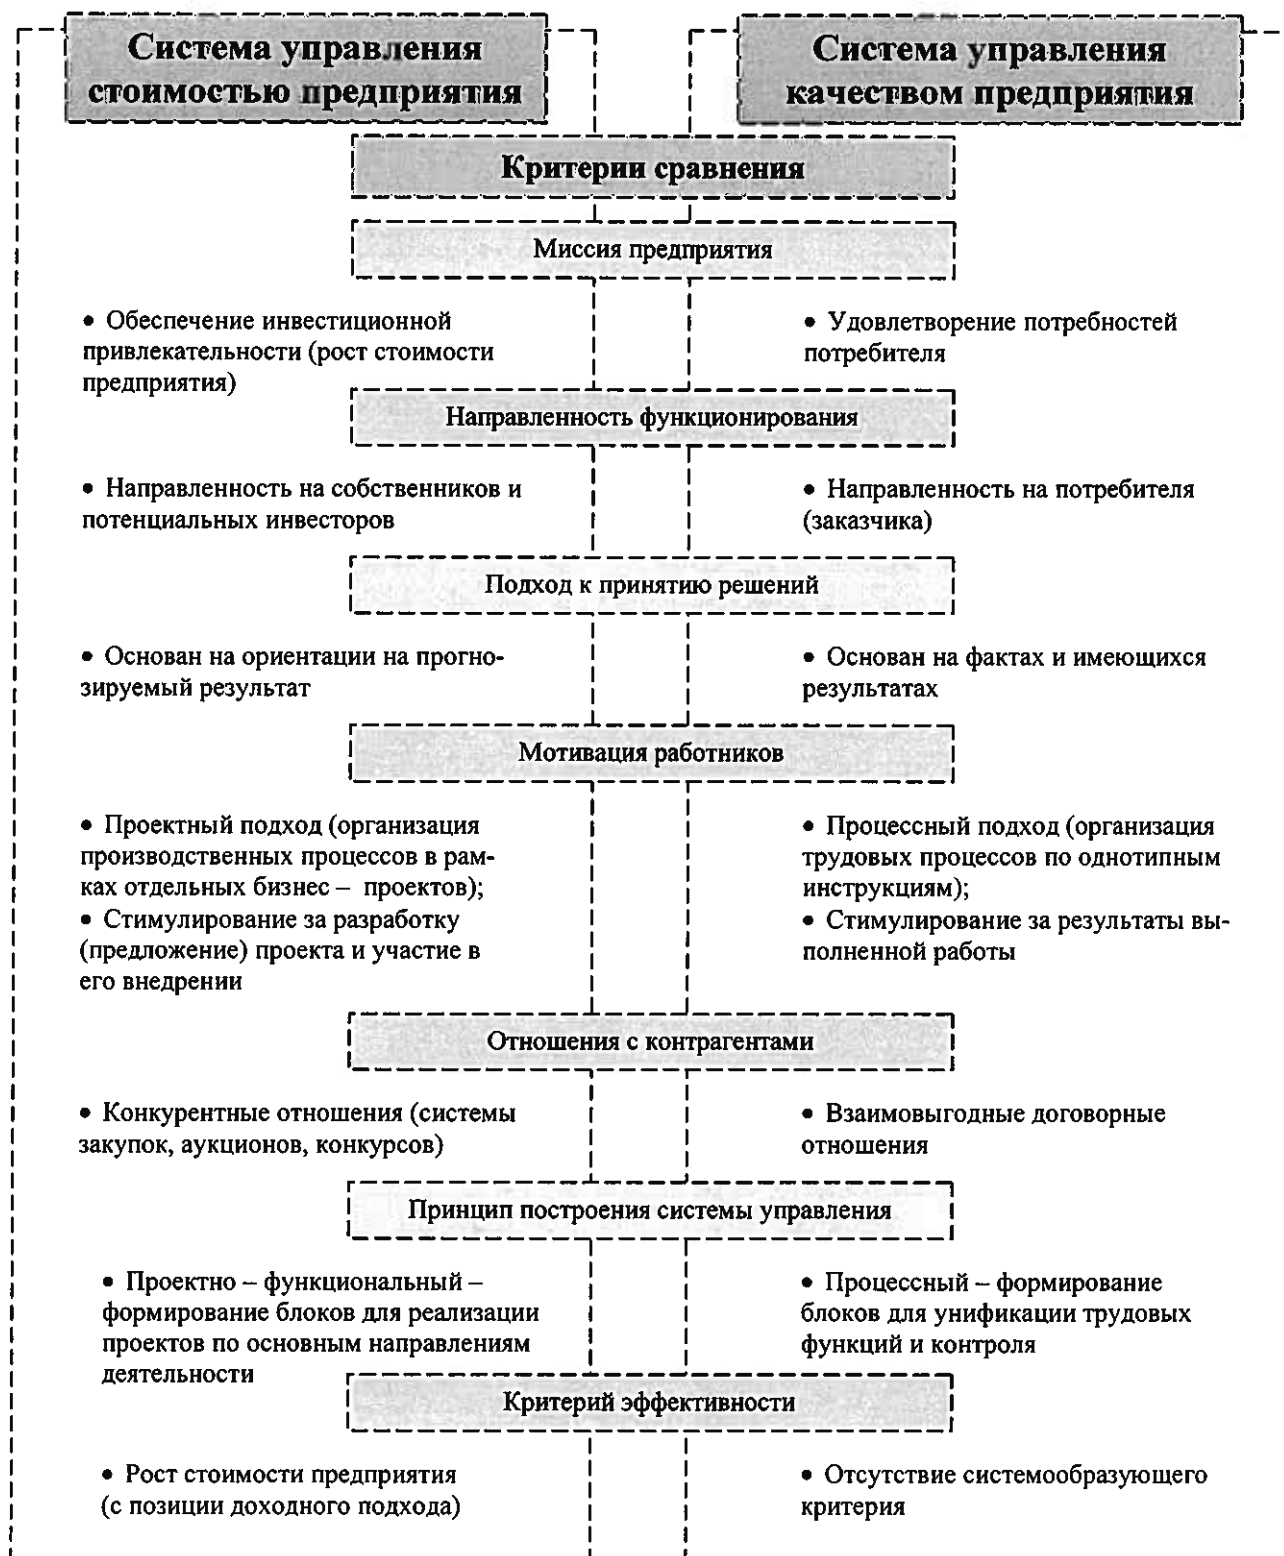 Система управления
стоимостью предприятия
Система управления
качеством предприятия
Критерии сравнения
Миссия предприятия
• Обеспечение инвестиционной
привлекательности (рост стоимости
предприятия)
• Удовлетворение потребностей
потребителя
Направленность функционирования
• Направленность на собственников и
потенциальных инвесторов
• Направленность на потребителя
(заказчика)
Подход к принятию решений
• Основан на ориентации на прогно-
зируемый результат
• Основан на фактах и имеющихся
результатах
Мотивация работников
• Проектный подход (организация
производственных процессов в рам-
ках отдельных бизнес – проектов);
• Стимулирование за разработку
(предложение) проекта и участие в
его внедрении
• Процессный подход (организация
трудовых процессов по однотипным
инструкциям);
• Стимулирование за результаты вы-
полненной работы
Отношения с контрагентами
• Конкурентные отношения (системы
закупок, аукционов, конкурсов)
• Взаимовыгодные договорные
отношения
Принцип построения системы управления
• Проектно – функциональный –
формирование блоков для реализации
проектов по основным направлениям
деятельности
• Процессный – формирование
блоков для унификации трудовых
функций и контроля
Критерий эффективности
• Рост стоимости предприятия
(с позиции доходного подхода)
• Отсутствие системообразующего
критерия